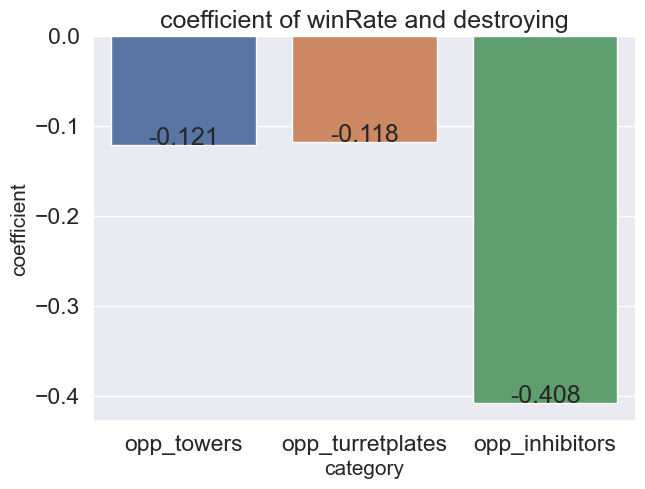 coefficient of winRate and destroying
0.0
−0.1
−0.2
−0.3
−0.4
coefficient
-0.121
-0.118
-0.408
opp_towers
opp_turretplates
opp_inhibitors
category